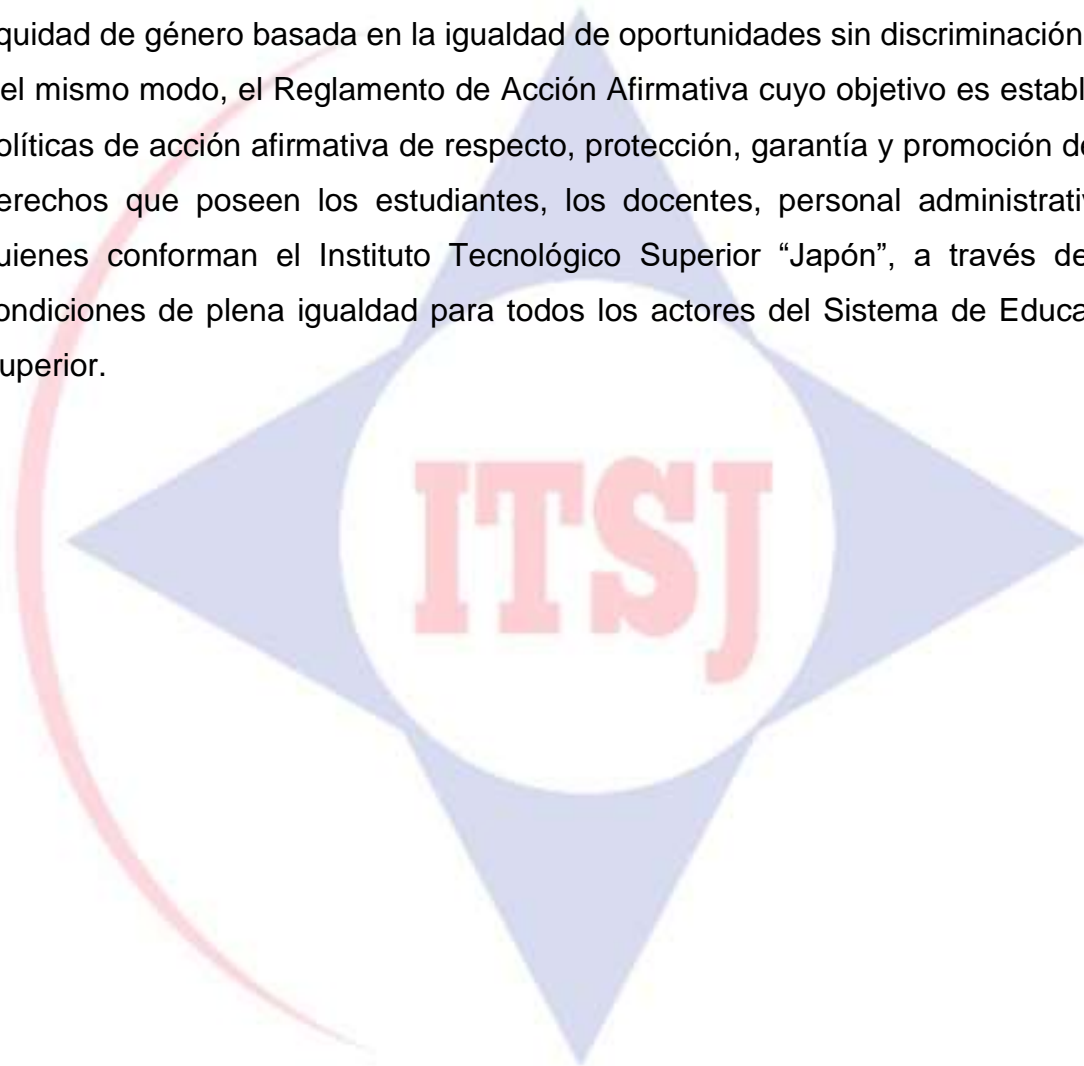 quidad de género basada en la igualdad de oportunidades sin discriminación
el mismo modo, el Reglamento de Acción Afirmativa cuyo objetivo es establ
olíticas de acción afirmativa de respecto, protección, garantía y promoción de
erechos que poseen los estudiantes, los docentes, personal administrativ
uienes conforman el Instituto Tecnológico Superior “Japón”, a través de
ondiciones de plena igualdad para todos los actores del Sistema de Educa
uperior.
ITSJ